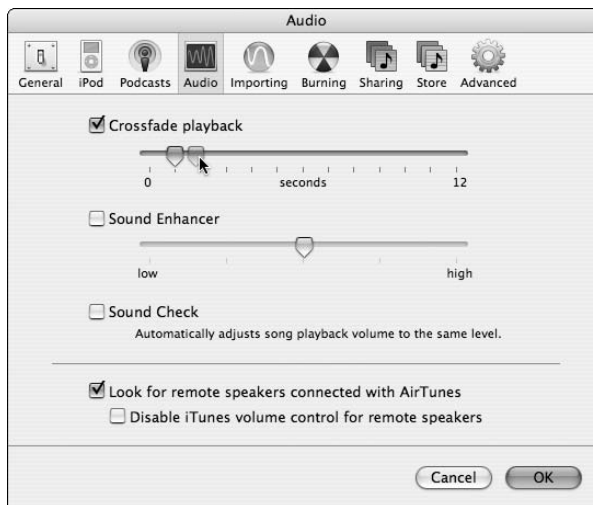 Audio
General iPod Podcasts Audio Importing Burning Sharing Store Advanced
Crossfade playback
0 seconds 12
Sound Enhancer
low high
Sound Check
Automatically adjusts song playback volume to the same level.
Look for remote speakers connected with AirTunes
Disable iTunes volume control for remote speakers
Cancel OK